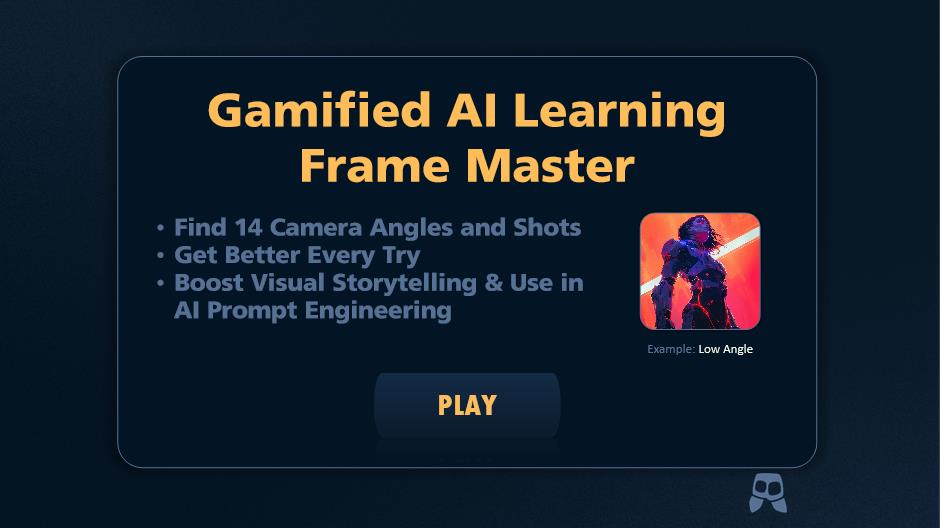 Gamified AI Learning
Frame Master
• Find 14 Camera Angles and Shots
• Get Better Every Try
• Boost Visual Storytelling & Use in
AI Prompt Engineering
Example: Low Angle
PLAY